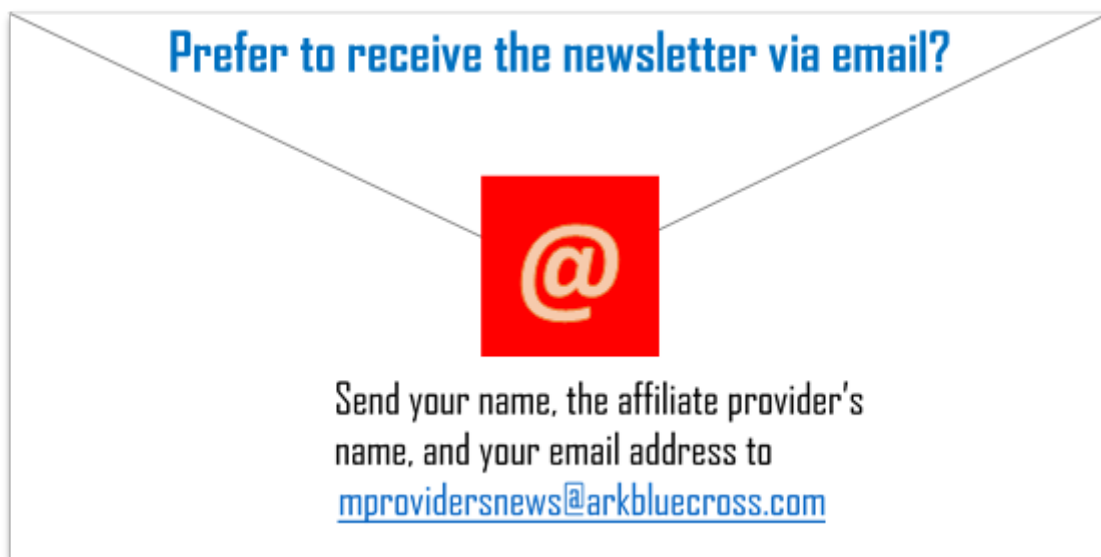 Prefer to receive the newsletter via email?
@
Send your name, the affiliate provider's
name, and your email address to
mprovidersnews@arkbluecross.com